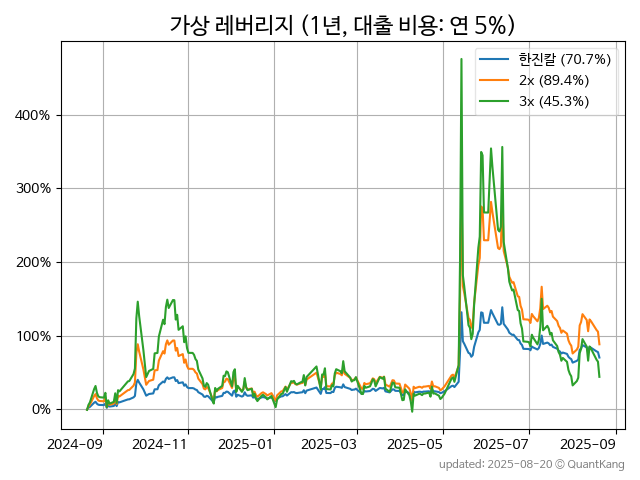 가상 레버리지 (1년, 대출 비용: 연 5%)
한진칼 (70.7%)
2x (89.4%)
3x (45.3%)
400%
300%
200%
100%
0%
2024-09 2024-11 2025-01 2025-03 2025-05 2025-07 2025-09
updated: 2025-08-20 © QuantKang